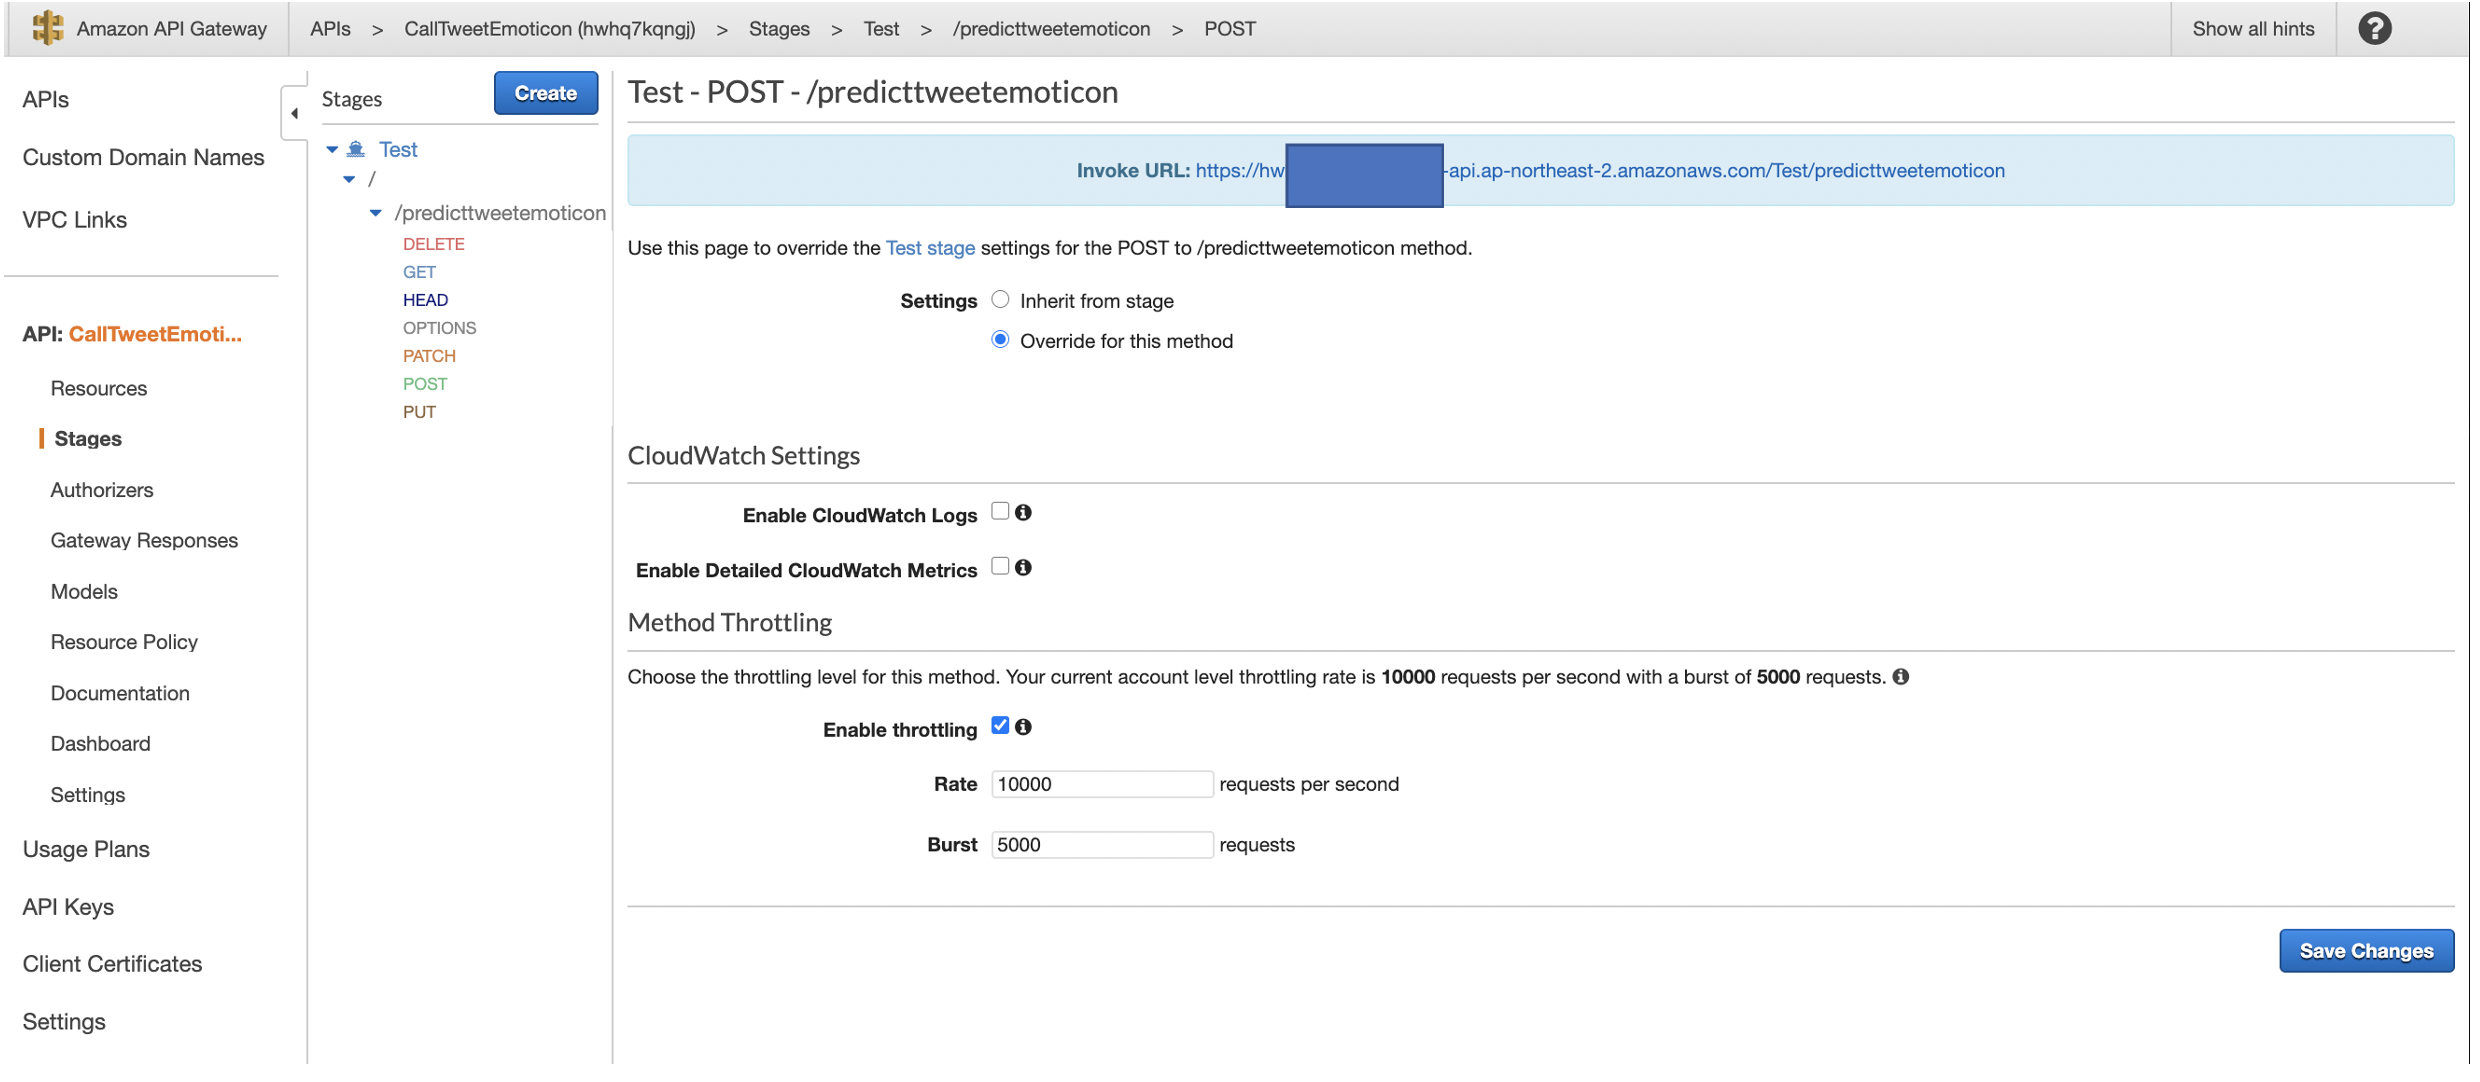 Amazon API Gateway APIs > CallTweetEmoticon (hwhq7kqngj) > Stages > Test > /predicttweetemoticon > POST Show all hints ?
APIs
Custom Domain Names
VPC Links
API: CallTweetEmoti...
Resources
Stages
Authorizers
Gateway Responses
Models
Resource Policy
Documentation
Dashboard
Settings
Usage Plans
API Keys
Client Certificates
Settings
Stages Create
Test
/
/predicttweetemoticon
DELETE
GET
HEAD
OPTIONS
PATCH
POST
PUT
Test - POST - /predicttweetemoticon
Invoke URL: https://hw -api.ap-northeast-2.amazonaws.com/Test/predicttweetemoticon
Use this page to override the Test stage settings for the POST to /predicttweetemoticon method.
Settings Inherit from stage
Override for this method
CloudWatch Settings
Enable CloudWatch Logs
Enable Detailed CloudWatch Metrics
Method Throttling
Choose the throttling level for this method. Your current account level throttling rate is 10000 requests per second with a burst of 5000 requests.
Enable throttling
Rate 10000 requests per second
Burst 5000 requests
Save Changes